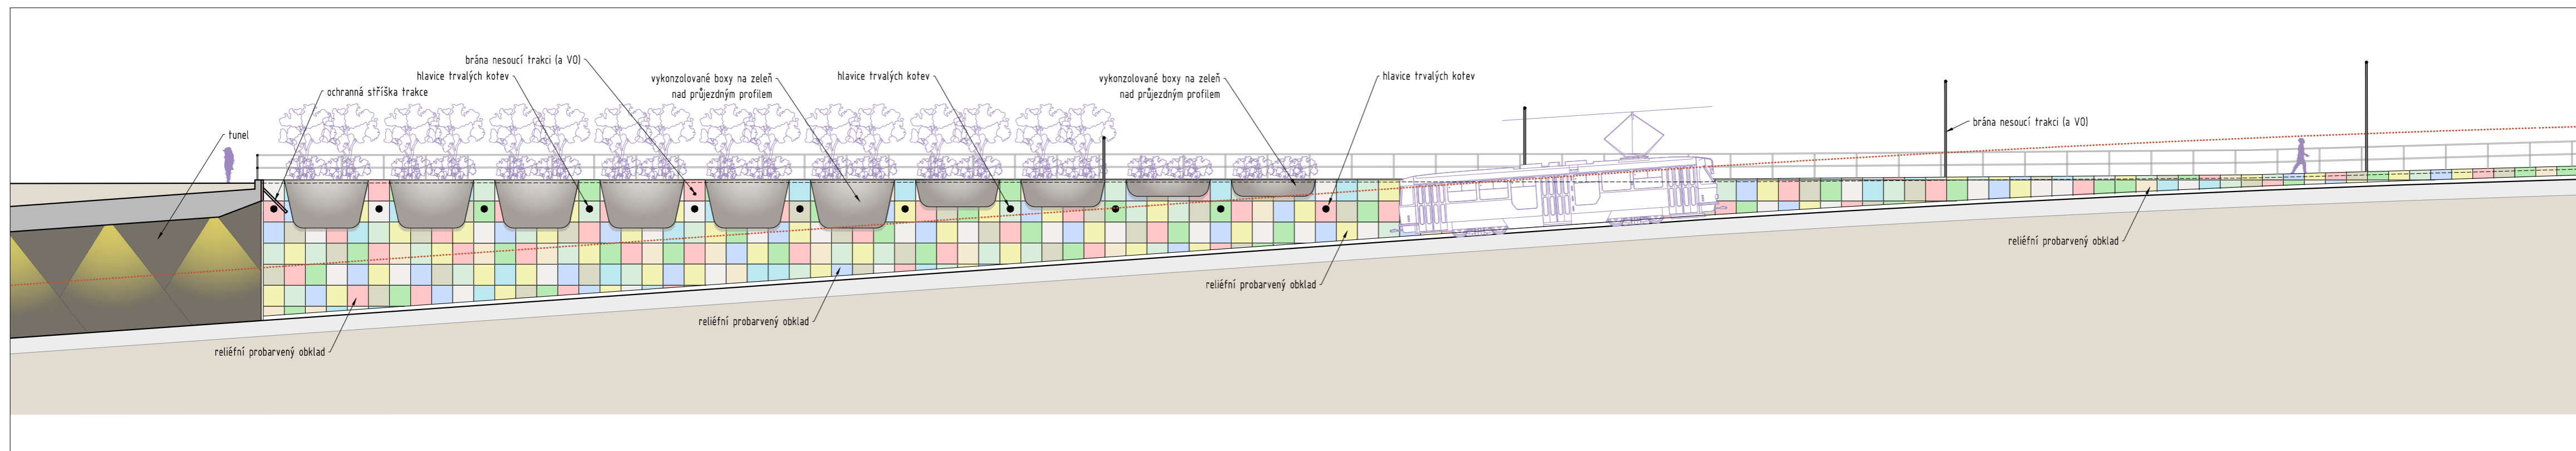 brána nesoucí trakci (a VO)
hlavice trvalých kotev
ochranná stříška trakce
tunel
vykonzolované boxy na zeleň
nad průjezdným profilem
hlavice trvalých kotev
vykonzolované boxy na zeleň
nad průjezdným profilem
hlavice trvalých kotev
brána nesoucí trakci (a VO)
reliéfní probarvený obklad
reliéfní probarvený obklad
reliéfní probarvený obklad
reliéfní probarvený obklad